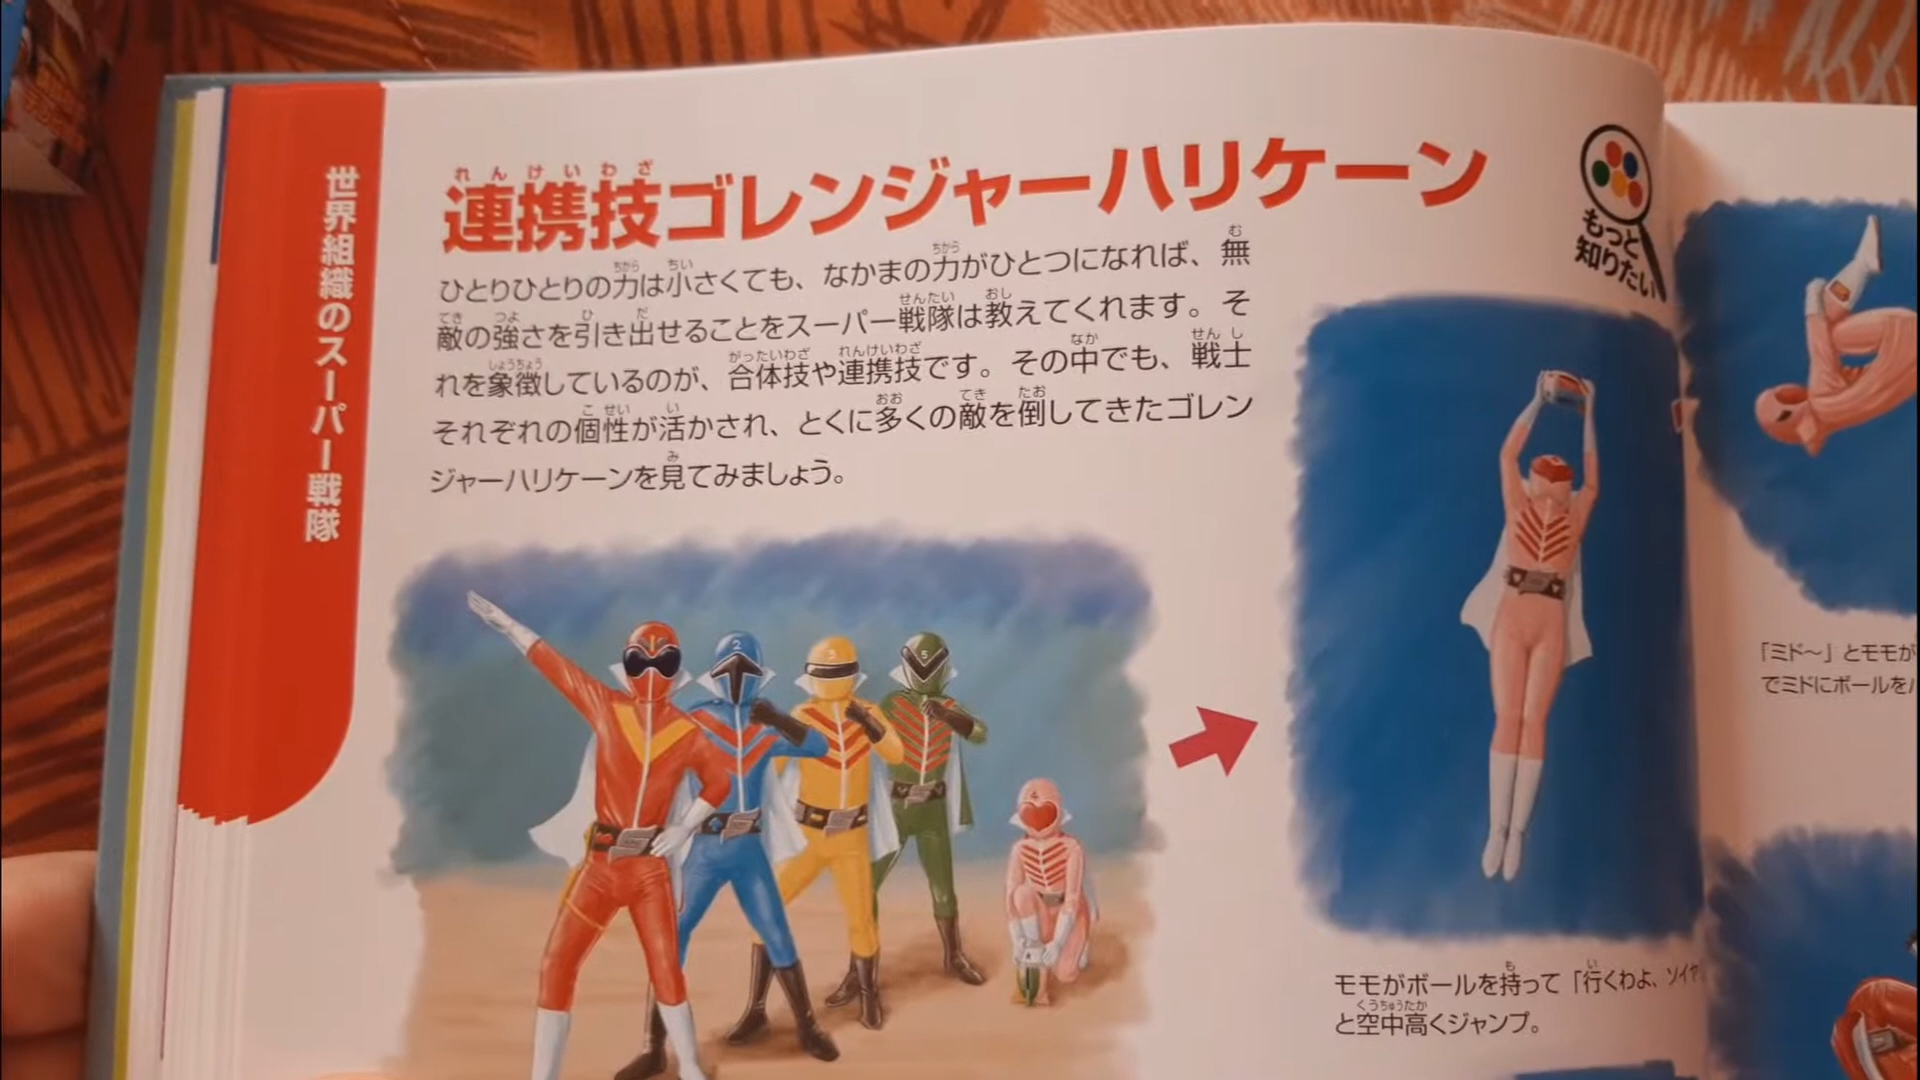 世界組織のスーパー戦隊
れんけいわざ
連携技ゴレンジャーハリケーン
もっと
知りたい
ひとりひとりの力は小さくても、なかまの力がひとつになれば、無
敵の強さを引き出せることをスーパー戦隊は教えてくれます。そ
れを象徴しているのが、合体技や連携技です。その中でも、戦士
それぞれの個性が活かされ、とくに多くの敵を倒してきたゴレン
ジャーハリケーンを見てみましょう。
モモがボールを持って「行くわよ、ソイヤ
と空中高くジャンプ。
「ミド〜」とモモが
でミドにボールを